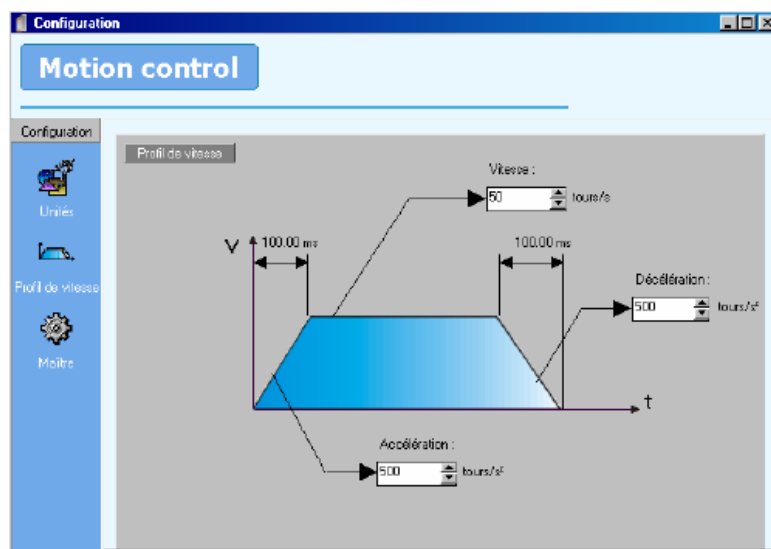 Configuration
Motion control
Configuration
Unités
Profil de vitesse
Maître
Profil de vitesse
Vitesse :
50 tours/s
V
100.00 ms
100.00 ms
Décélération :
500 tours/s²
t
Accélération :
500 tours/s²